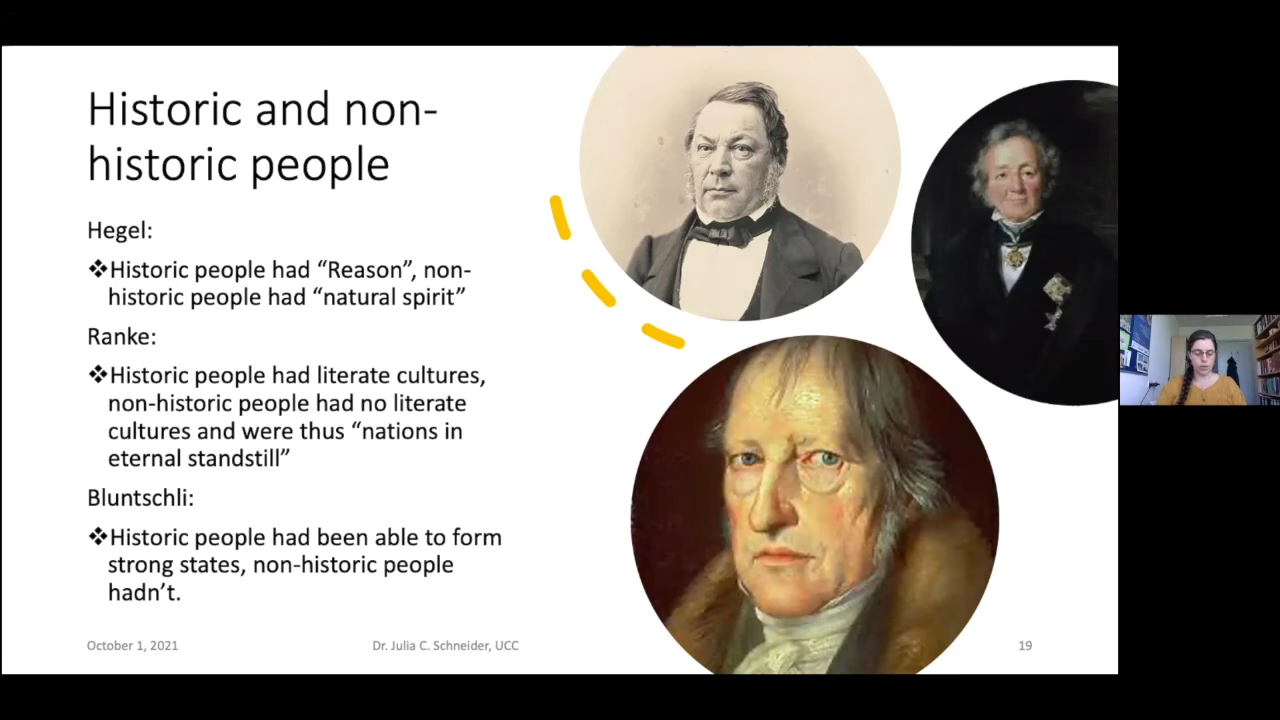 Historic and non-
historic people
Hegel:
❖Historic people had “Reason”, non-
historic people had “natural spirit”
Ranke:
❖Historic people had literate cultures,
non-historic people had no literate
cultures and were thus “nations in
eternal standstill”
Bluntschli:
❖Historic people had been able to form
strong states, non-historic people
hadn’t.
October 1, 2021
Dr. Julia C. Schneider, UCC
19